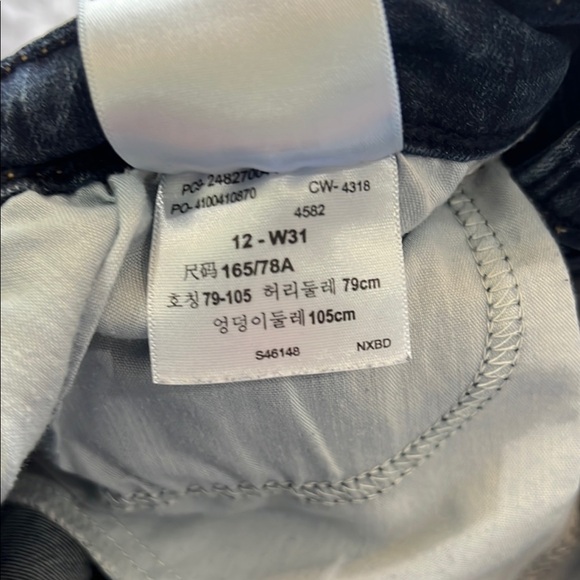 PO-4100410870 CW- 4318
4582
12 - W31
尺码 165/78A
호칭 79-105 허리둘레 79cm
엉덩이둘레 105cm
S46148 NXBD